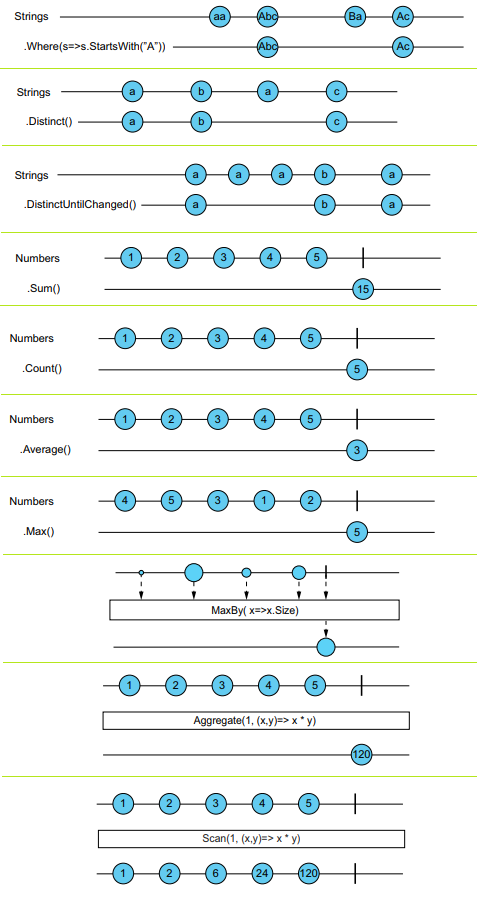 Strings aa Abc Ba Ac
.Where(s=>s.StartsWith("A")) Abc Ac
Strings a b a c
.Distinct() a b c
Strings a a a b a
.DistinctUntilChanged() a b a
Numbers 1 2 3 4 5
.Sum() 15
Numbers 1 2 3 4 5
.Count() 5
Numbers 1 2 3 4 5
.Average() 3
Numbers 4 5 3 1 2
.Max() 5
MaxBy( x=>x.Size)
1 2 3 4 5
Aggregate(1, (x,y)=> x * y)
120
1 2 3 4 5
Scan(1, (x,y)=> x * y)
1 2 6 24 120